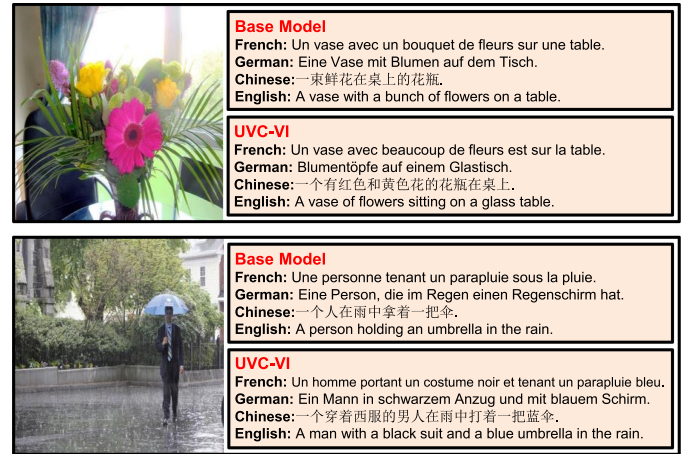 Base Model
French: Un vase avec un bouquet de fleurs sur une table.
German: Eine Vase mit Blumen auf dem Tisch.
Chinese:一束鲜花在桌上的花瓶.
English: A vase with a bunch of flowers on a table.
UVC-VI
French: Un vase avec beaucoup de fleurs est sur la table.
German: Blumentöpfe auf einem Glastisch.
Chinese:一个有红色和黄色花的花瓶在桌上.
English: A vase of flowers sitting on a glass table.
Base Model
French: Une personne tenant un parapluie sous la pluie.
German: Eine Person, die im Regen einen Regenschirm hat.
Chinese:一个人在雨中拿着一把伞.
English: A person holding an umbrella in the rain.
UVC-VI
French: Un homme portant un costume noir et tenant un parapluie bleu.
German: Ein Mann in schwarzem Anzug und mit blauem Schirm.
Chinese:一个穿着西服的男人在雨中打着一把蓝伞.
English: A man with a black suit and a blue umbrella in the rain.